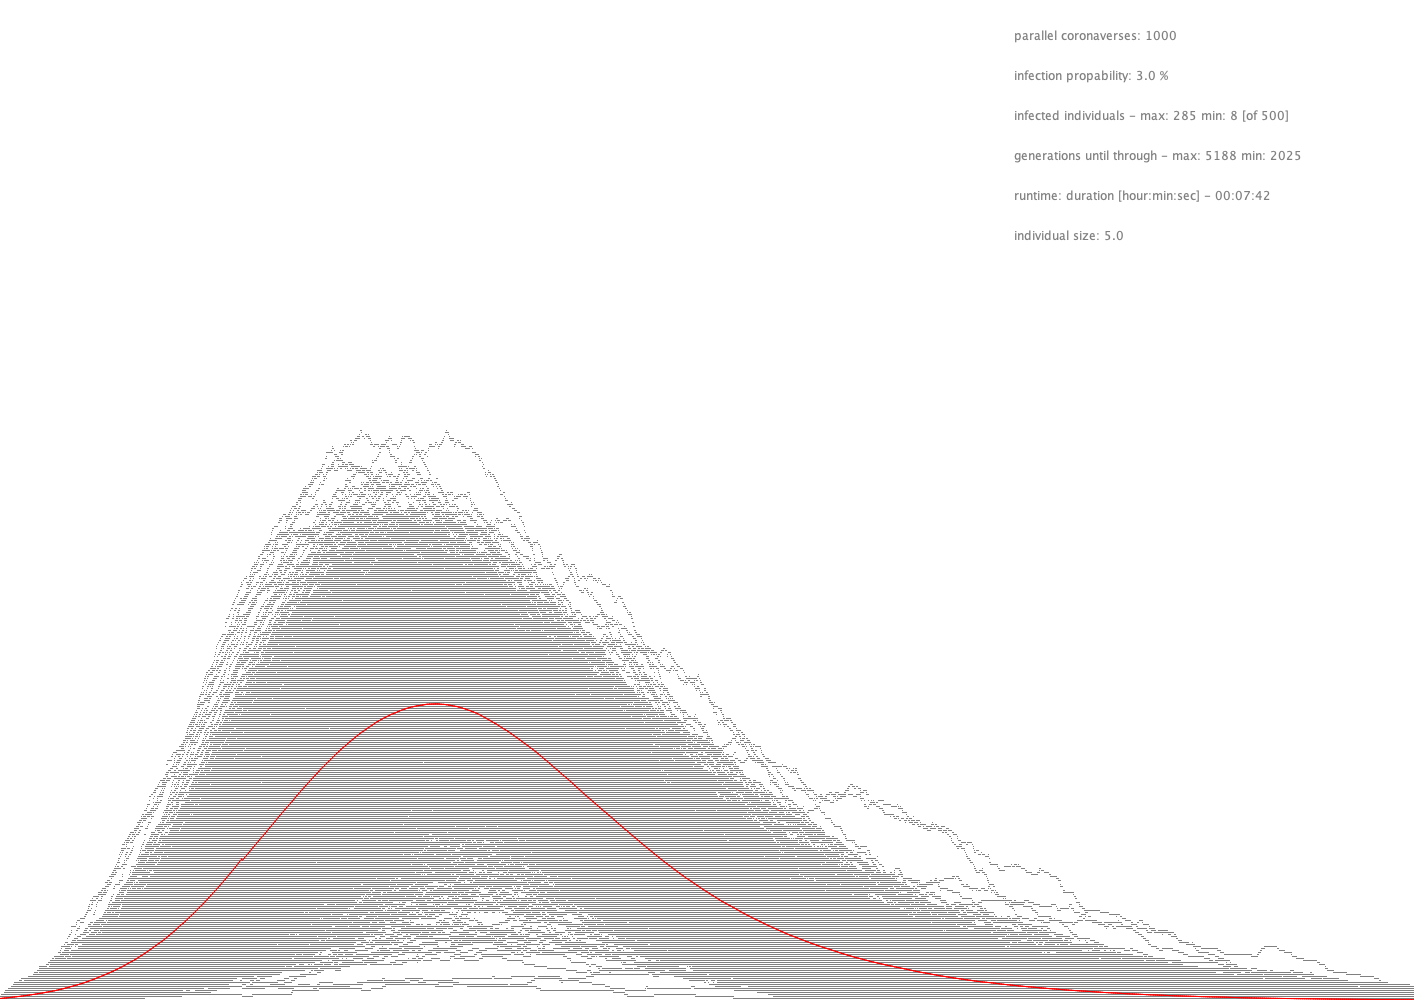 parallel coronaverses: 1000
infection propability: 3.0 %
infected individuals - max: 285 min: 8 [of 500]
generations until through - max: 5188 min: 2025
runtime: duration [hour:min:sec] - 00:07:42
individual size: 5.0